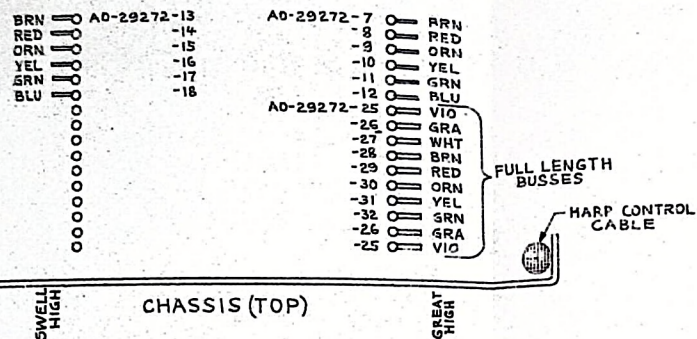 BRN AO-29272-13 AO-29272-7 BRN
RED -14 -8 RED
ORN -15 -9 ORN
YEL -16 -10 YEL
GRN -17 -11 GRN
BLU -18 -12 BLU
AO-29272-25 VIO
-26 GRA
-27 WHT
-28 BRN
-29 RED
-30 ORN
-31 YEL
-32 GRN
-26 GRA
-25 VIO
FULL LENGTH
BUSSES
HARP CONTROL
CABLE
SWELL
HIGH
CHASSIS (TOP)
GREAT
HIGH